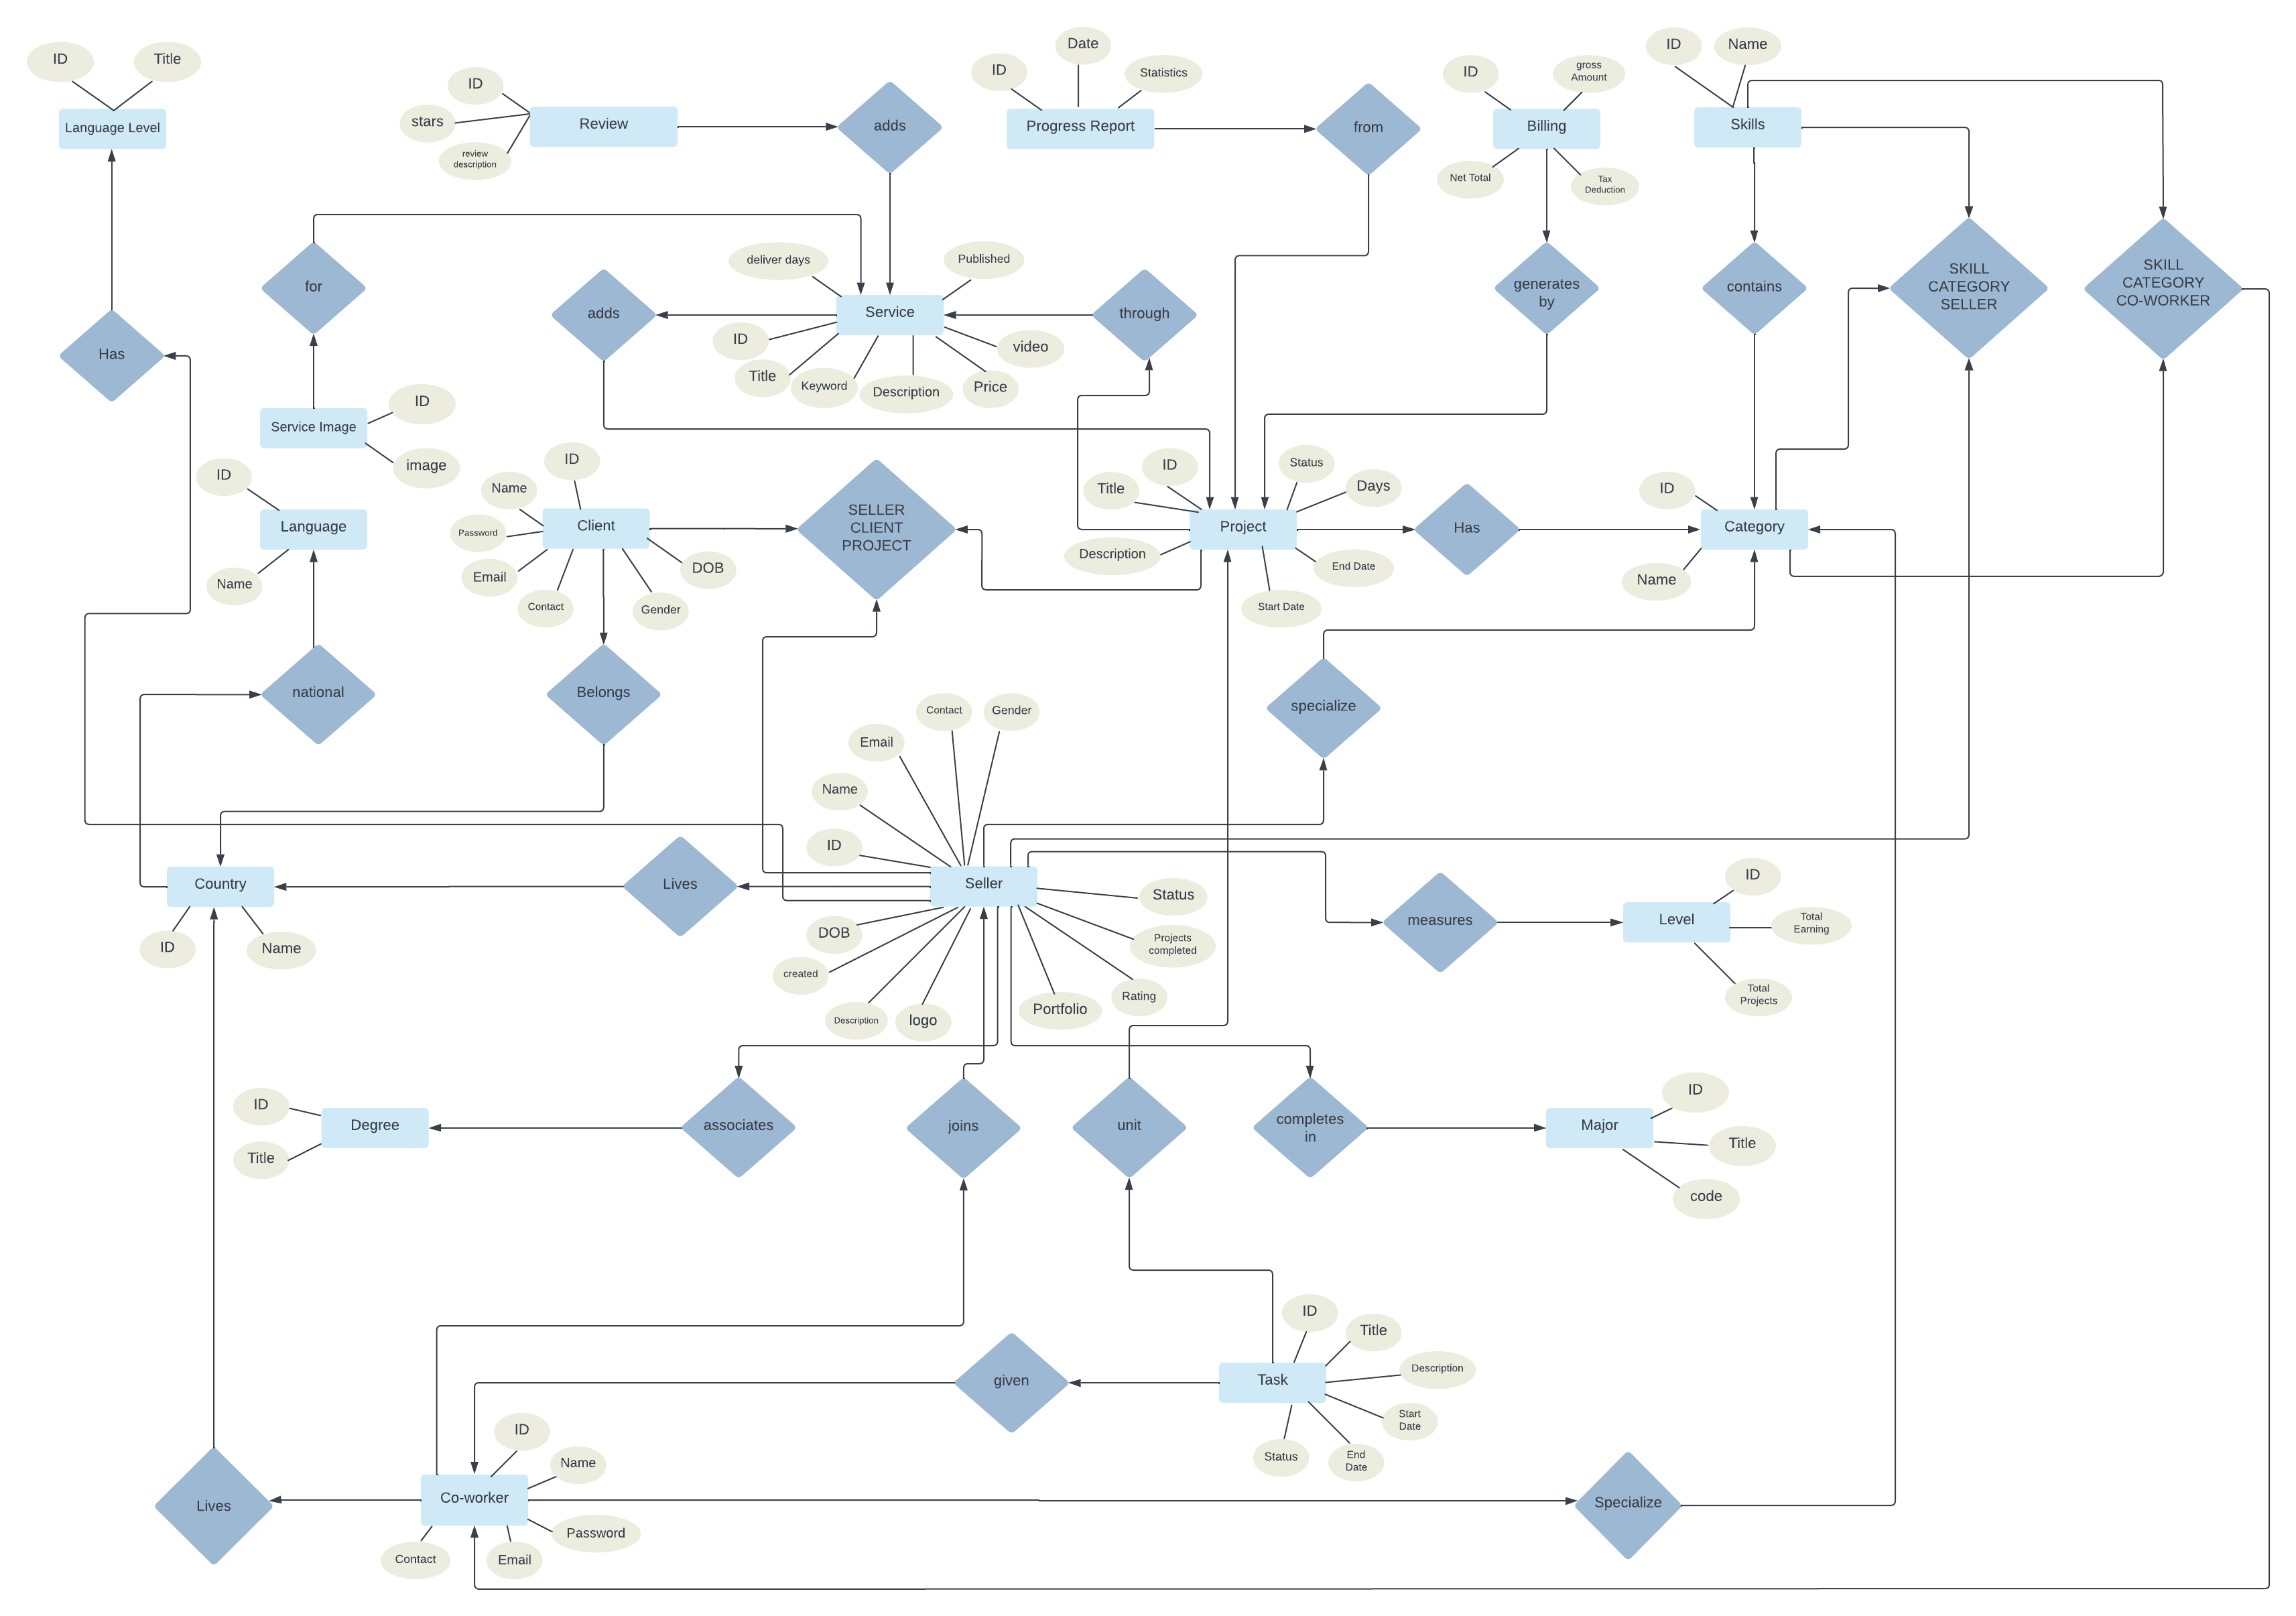 ID
Title
Language Level
Has
ID
stars
review
description
Review
adds
ID
Date
Statistics
Progress Report
from
ID
gross
Amount
Billing
Net Total
Tax
Deduction
generates
by
ID
Name
Skills
contains
SKILL
CATEGORY
SELLER
SKILL
CATEGORY
CO-WORKER
for
Service Image
ID
image
adds
deliver days
Published
Service
ID
Title
Keyword
Description
Price
video
through
ID
Language
Name
national
ID
Name
Password
Email
Contact
Client
DOB
Gender
Belongs
SELLER
CLIENT
PROJECT
Title
ID
Status
Days
Project
Description
Start Date
End Date
Has
ID
Category
Name
specialize
Contact
Gender
Email
Name
ID
Seller
Status
Projects
completed
Rating
Portfolio
logo
Description
created
DOB
Lives
Country
ID
Name
measures
Level
ID
Total
Earning
Total
Projects
ID
Degree
Title
associates
joins
unit
completes
in
Major
ID
Title
code
given
Task
ID
Title
Description
Start
Date
End
Date
Status
Lives
Co-worker
ID
Name
Password
Email
Contact
Specialize